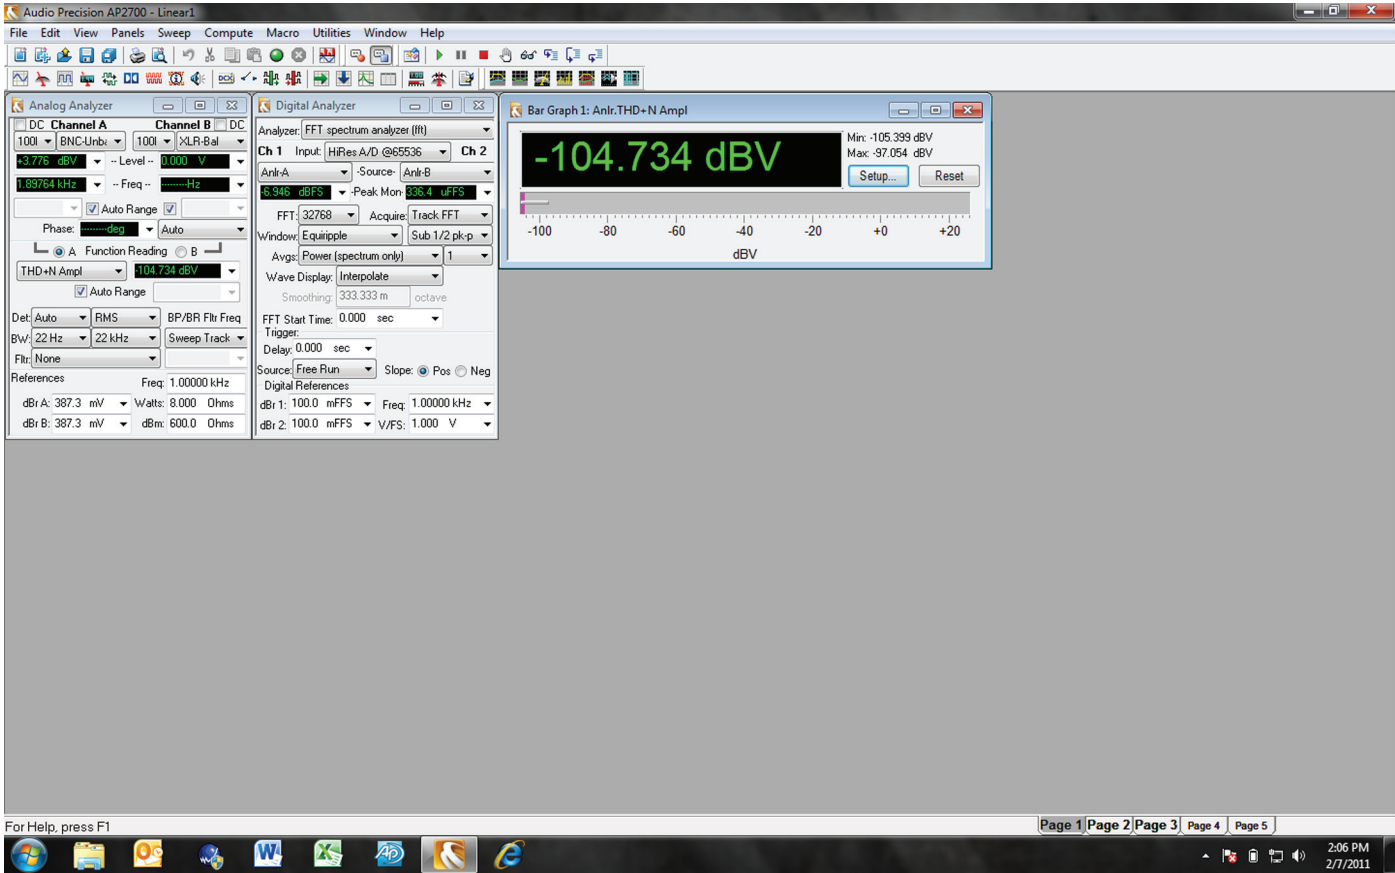 Audio Precision AP2700 - Linear1
File Edit View Panels Sweep Compute Macro Utilities Window Help
Analog Analyzer
DC Channel A Channel B DC
100l BNC-Unba 100l XLR-Bal
+3.776 dBV -- Level -- 0.000 V
1.89764 kHz -- Freq -- --------Hz
Auto Range
Phase: --------deg Auto
A Function Reading B
THD+N Ampl -104.734 dBV
Auto Range
Det: Auto RMS BP/BR Fltr Freq
BW: 22 Hz 22 kHz Sweep Track
Fltr: None
References Freq: 1.00000 kHz
dBr A: 387.3 mV Watts: 8.000 Ohms
dBr B: 387.3 mV dBm: 600.0 Ohms
Digital Analyzer
Analyzer: FFT spectrum analyzer (fft)
Ch 1 Input: HiRes A/D @65536 Ch 2
Anlr-A -Source- Anlr-B
-6.946 dBFS -Peak Mon- 336.4 uFFS
FFT: 32768 Acquire: Track FFT
Window: Equiripple Sub 1/2 pk-p
Avgs: Power (spectrum only) 1
Wave Display: Interpolate
Smoothing: 333.333 m octave
FFT Start Time: 0.000 sec
Trigger:
Delay: 0.000 sec
Source: Free Run Slope: Pos Neg
Digital References
dBr 1: 100.0 mFFS Freq: 1.00000 kHz
dBr 2: 100.0 mFFS V/FS: 1.000 V
Bar Graph 1: Anlr.THD+N Ampl
-104.734 dBV
Min: -105.399 dBV
Max: -97.054 dBV
Setup... Reset
-100 -80 -60 -40 -20 +0 +20
dBV
For Help, press F1
Page 1 Page 2 Page 3 Page 4 Page 5
2:06 PM
2/7/2011